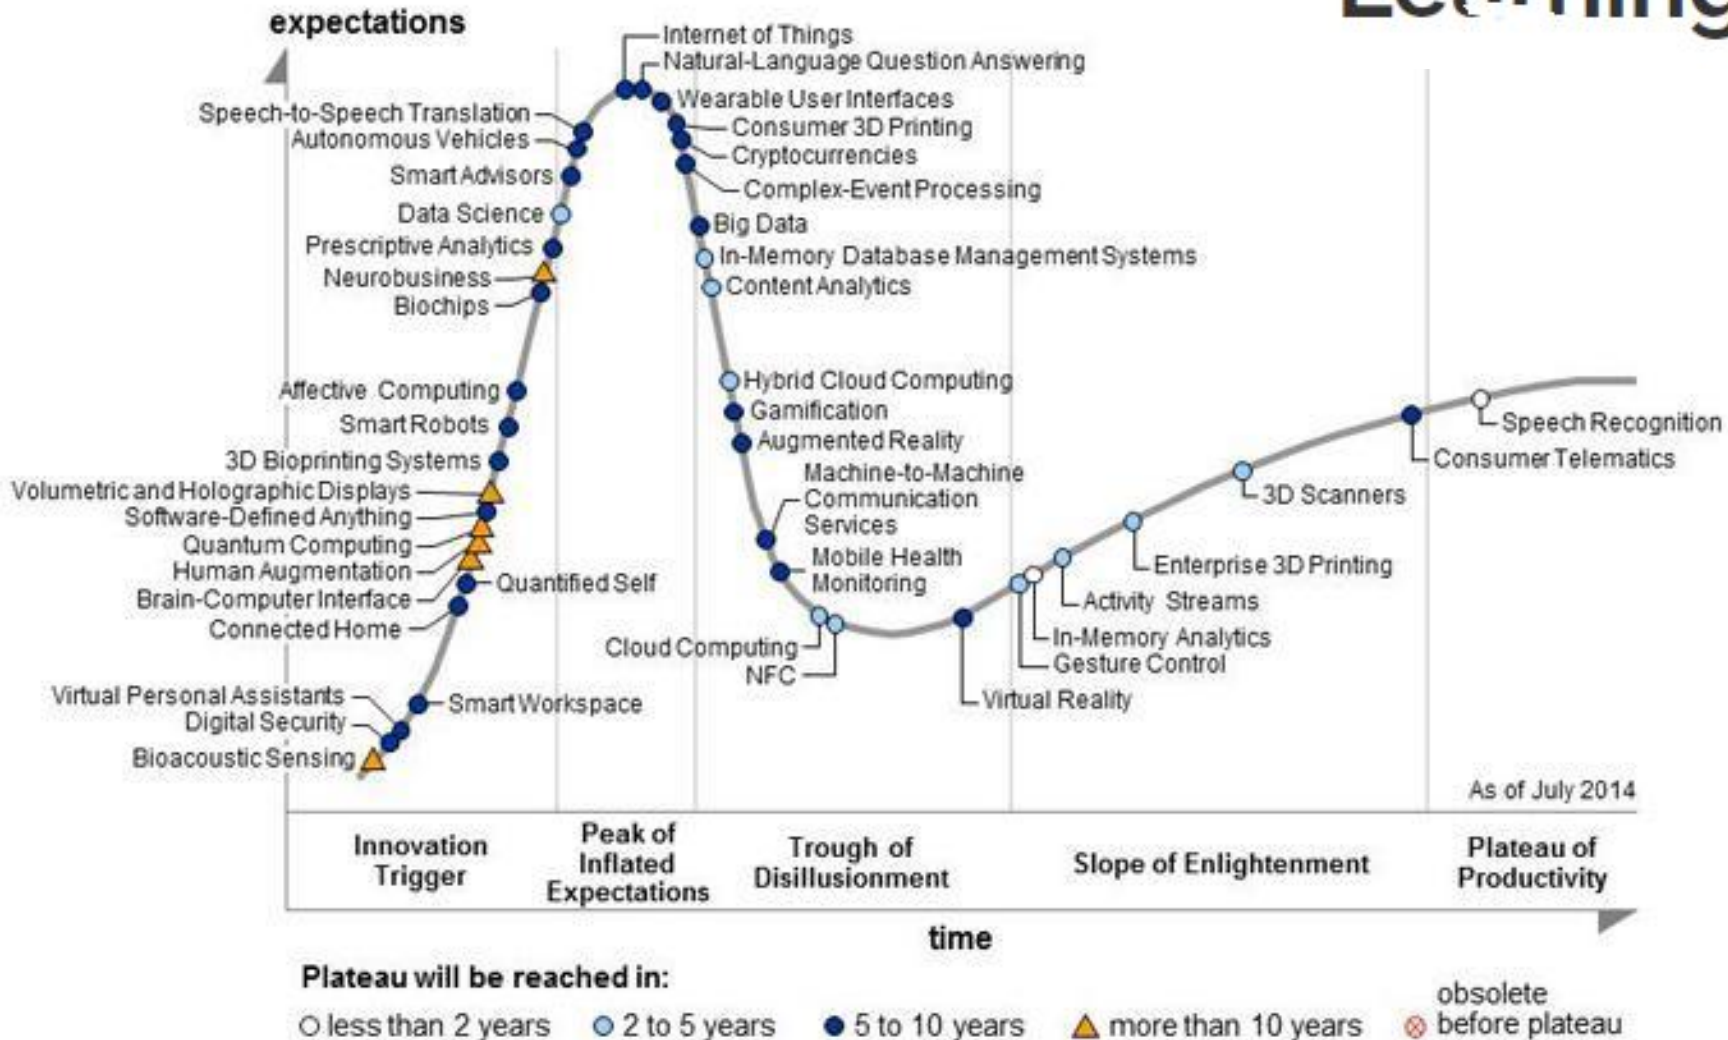 expectations
Internet of Things
Natural-Language Question Answering
Wearable User Interfaces
Speech-to-Speech Translation
Consumer 3D Printing
Autonomous Vehicles
Cryptocurrencies
Smart Advisors
Complex-Event Processing
Data Science
Big Data
Prescriptive Analytics
In-Memory Database Management Systems
Neurobusiness
Content Analytics
Biochips
Hybrid Cloud Computing
Affective Computing
Gamification
Smart Robots
Augmented Reality
3D Bioprinting Systems
Machine-to-Machine
Communication
Services
Volumetric and Holographic Displays
Software-Defined Anything
Quantum Computing
Mobile Health
Monitoring
Human Augmentation
Quantified Self
Brain-Computer Interface
Connected Home
Cloud Computing
NFC
Virtual Personal Assistants
Smart Workspace
Digital Security
Bioacoustic Sensing
Speech Recognition
Consumer Telematics
3D Scanners
Enterprise 3D Printing
Activity Streams
In-Memory Analytics
Gesture Control
Virtual Reality
As of July 2014
Innovation
Trigger
Peak of
Inflated
Expectations
Trough of
Disillusionment
Slope of Enlightenment
Plateau of
Productivity
time
Plateau will be reached in:
less than 2 years
2 to 5 years
5 to 10 years
more than 10 years
obsolete
before plateau